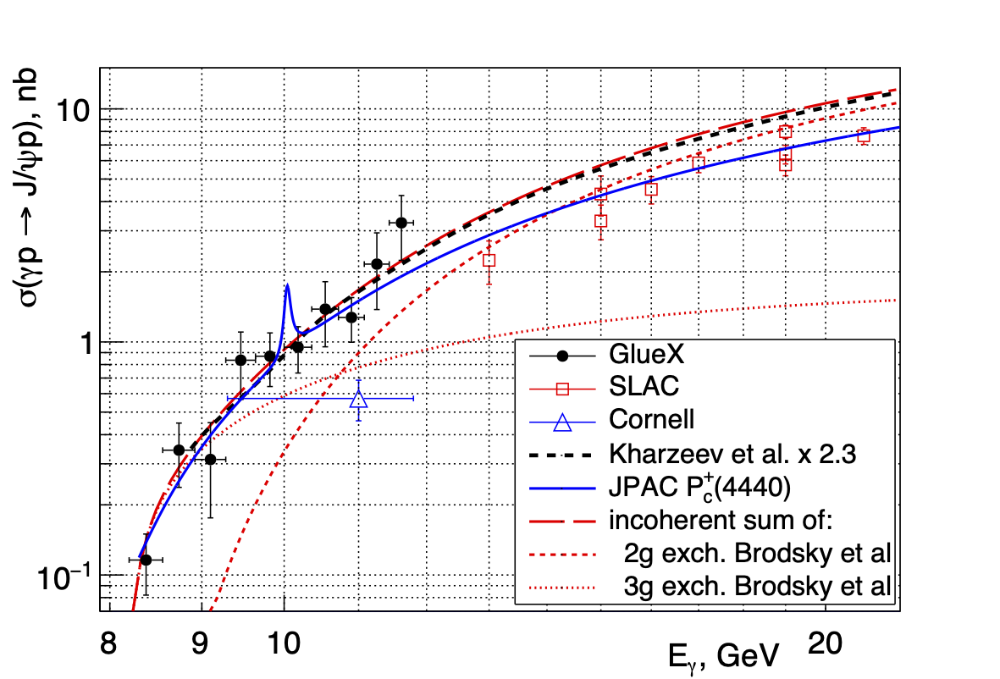 σ(γp → J/ψp), nb
10
1
10⁻¹
8
9
10
20
E_γ, GeV
GlueX
SLAC
Cornell
Kharzeev et al. x 2.3
JPAC P_c⁺(4440)
incoherent sum of:
2g exch. Brodsky et al
3g exch. Brodsky et al